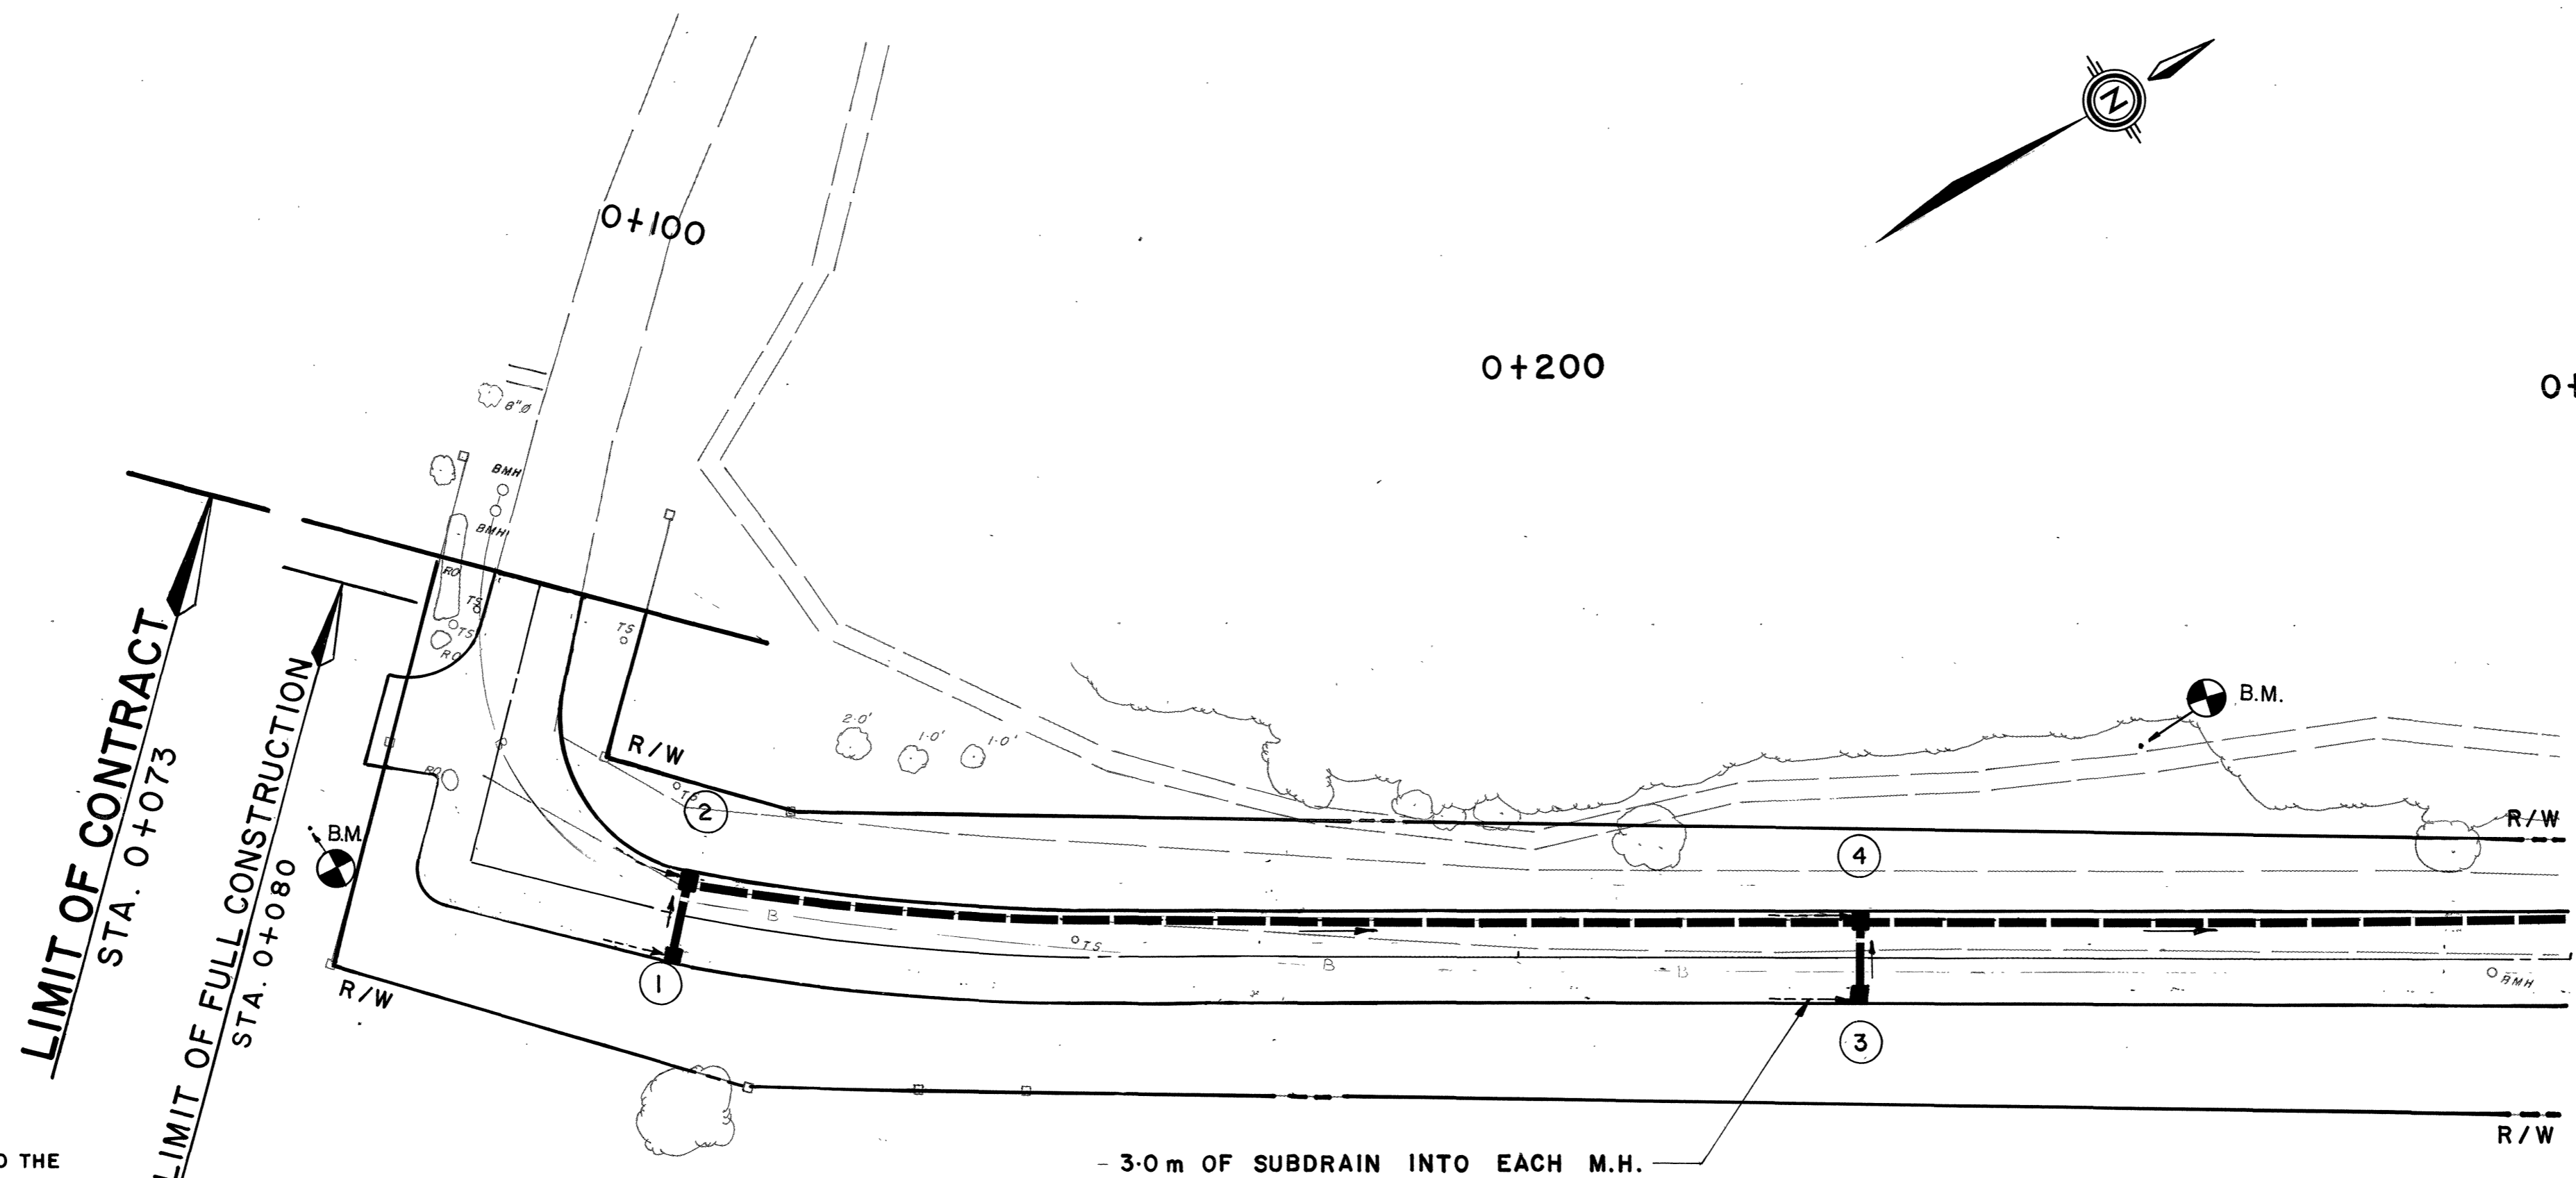 N
0+100
0+200
8"ø
BMH
BMH
RO
TS
TS
RO
TS
LIMIT OF CONTRACT
STA. 0+073
LIMIT OF FULL CONSTRUCTION
STA. 0+080
B.M.
2·0'
1·0'
1·0'
R/W
B.M.
RO
TS
2
4
R/W
B
TS
B
B
BMH
1
R/W
3
R/W
THE
3·0 m OF SUBDRAIN INTO EACH M.H.